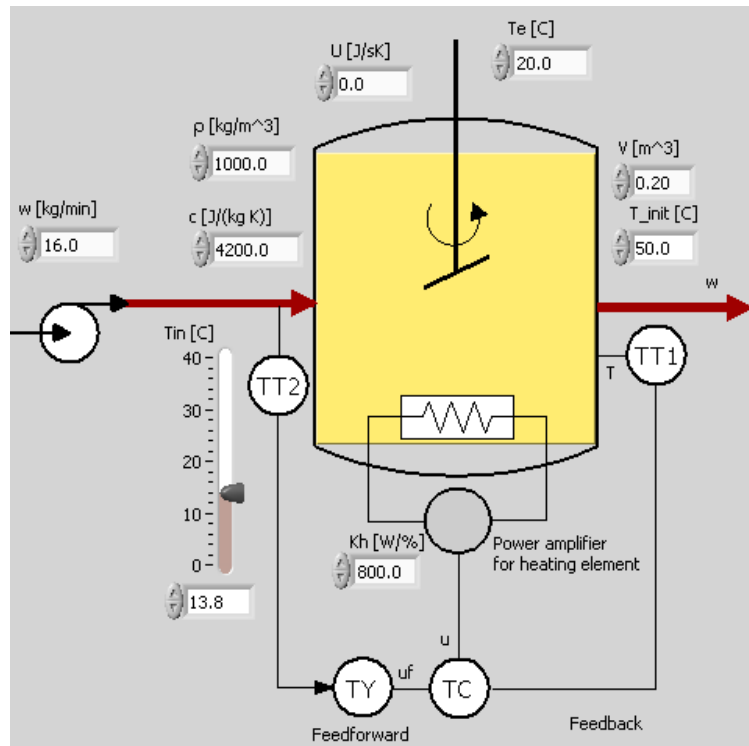 Te [C]
20.0
U [J/sK]
0.0
ρ [kg/m^3]
1000.0
V [m^3]
0.20
w [kg/min]
16.0
c [J/(kg K)]
4200.0
T_init [C]
50.0
w
Tin [C]
40
30
20
10
0
13.8
TT2
TT1
T
Kh [W/%]
800.0
Power amplifier
for heating element
u
TY
uf
TC
Feedforward
Feedback